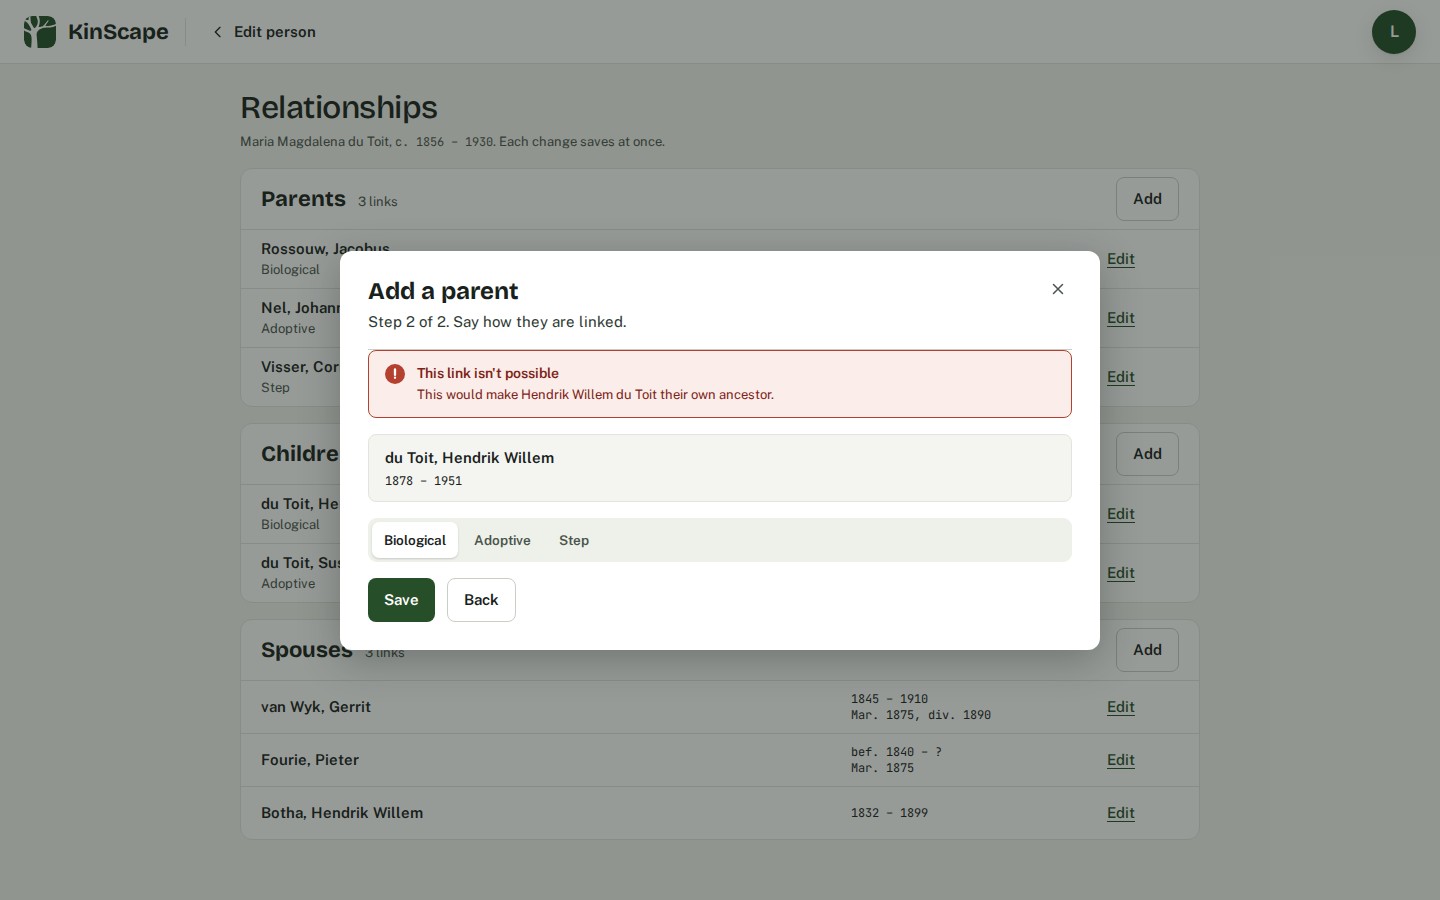 KinScape
Edit person
L
Relationships
Maria Magdalena du Toit, c. 1856 – 1930. Each change saves at once.
Parents 3 links
Add
Rossouw, Jacobus
Biological
Edit
Nel,
Adoptive
Edit
Visser,
Step
Edit
Add a parent
Step 2 of 2. Say how they are linked.
This link isn't possible
This would make Hendrik Willem du Toit their own ancestor.
du Toit, Hendrik Willem
1878 – 1951
Biological Adoptive Step
Save Back
Add
du Toit,
Biological
Edit
du Toit,
Adoptive
Edit
Spouses 3 links
Add
van Wyk, Gerrit
1845 – 1910
Mar. 1875, div. 1890
Edit
Fourie, Pieter
bef. 1840 – ?
Mar. 1875
Edit
Botha, Hendrik Willem
1832 – 1899
Edit